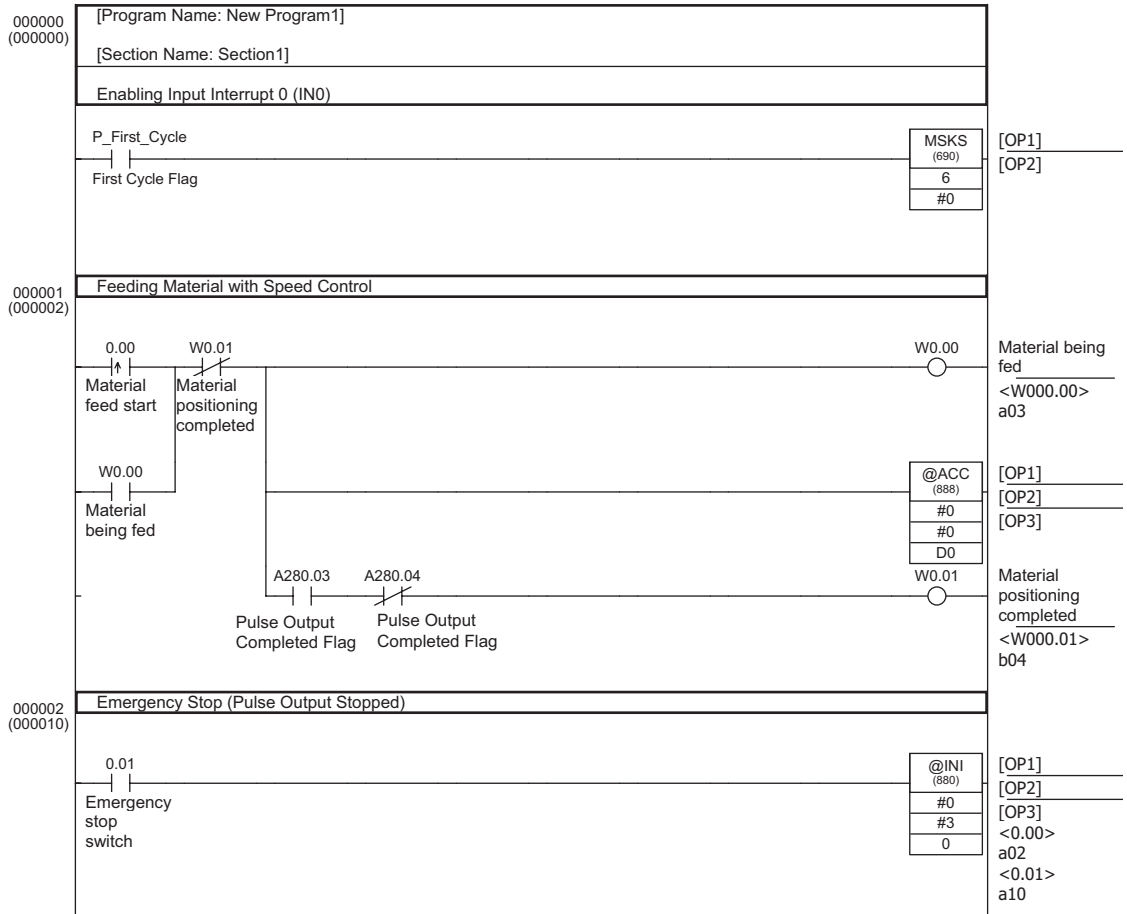 000000
(000000)
[Program Name: New Program1]
[Section Name: Section1]
Enabling Input Interrupt 0 (IN0)
P_First_Cycle
First Cycle Flag
MSKS
(690)
6
#0
[OP1]
[OP2]
000001
(000002)
Feeding Material with Speed Control
0.00
Material
feed start
W0.01
Material
positioning
completed
W0.00
Material being
fed
<W000.00>
a03
W0.00
Material
being fed
@ACC
(888)
#0
#0
D0
[OP1]
[OP2]
[OP3]
A280.03
Pulse Output
Completed Flag
A280.04
Pulse Output
Completed Flag
W0.01
Material
positioning
completed
<W000.01>
b04
000002
(000010)
Emergency Stop (Pulse Output Stopped)
0.01
Emergency
stop
switch
@INI
(880)
#0
#3
0
[OP1]
[OP2]
[OP3]
<0.00>
a02
<0.01>
a10